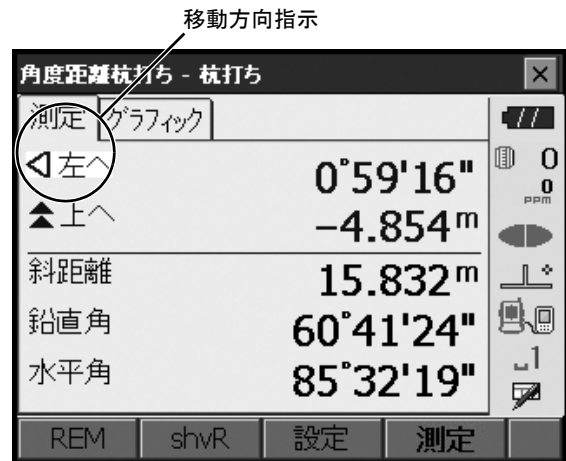 移動方向指示
角度距離杭打ち - 杭打ち
測定 グラフィック
左へ 0°59'16"
上へ -4.854m
斜距離 15.832m
鉛直角 60°41'24"
水平角 85°32'19"
0
0
PPM
1
REM shvR 設定 測定